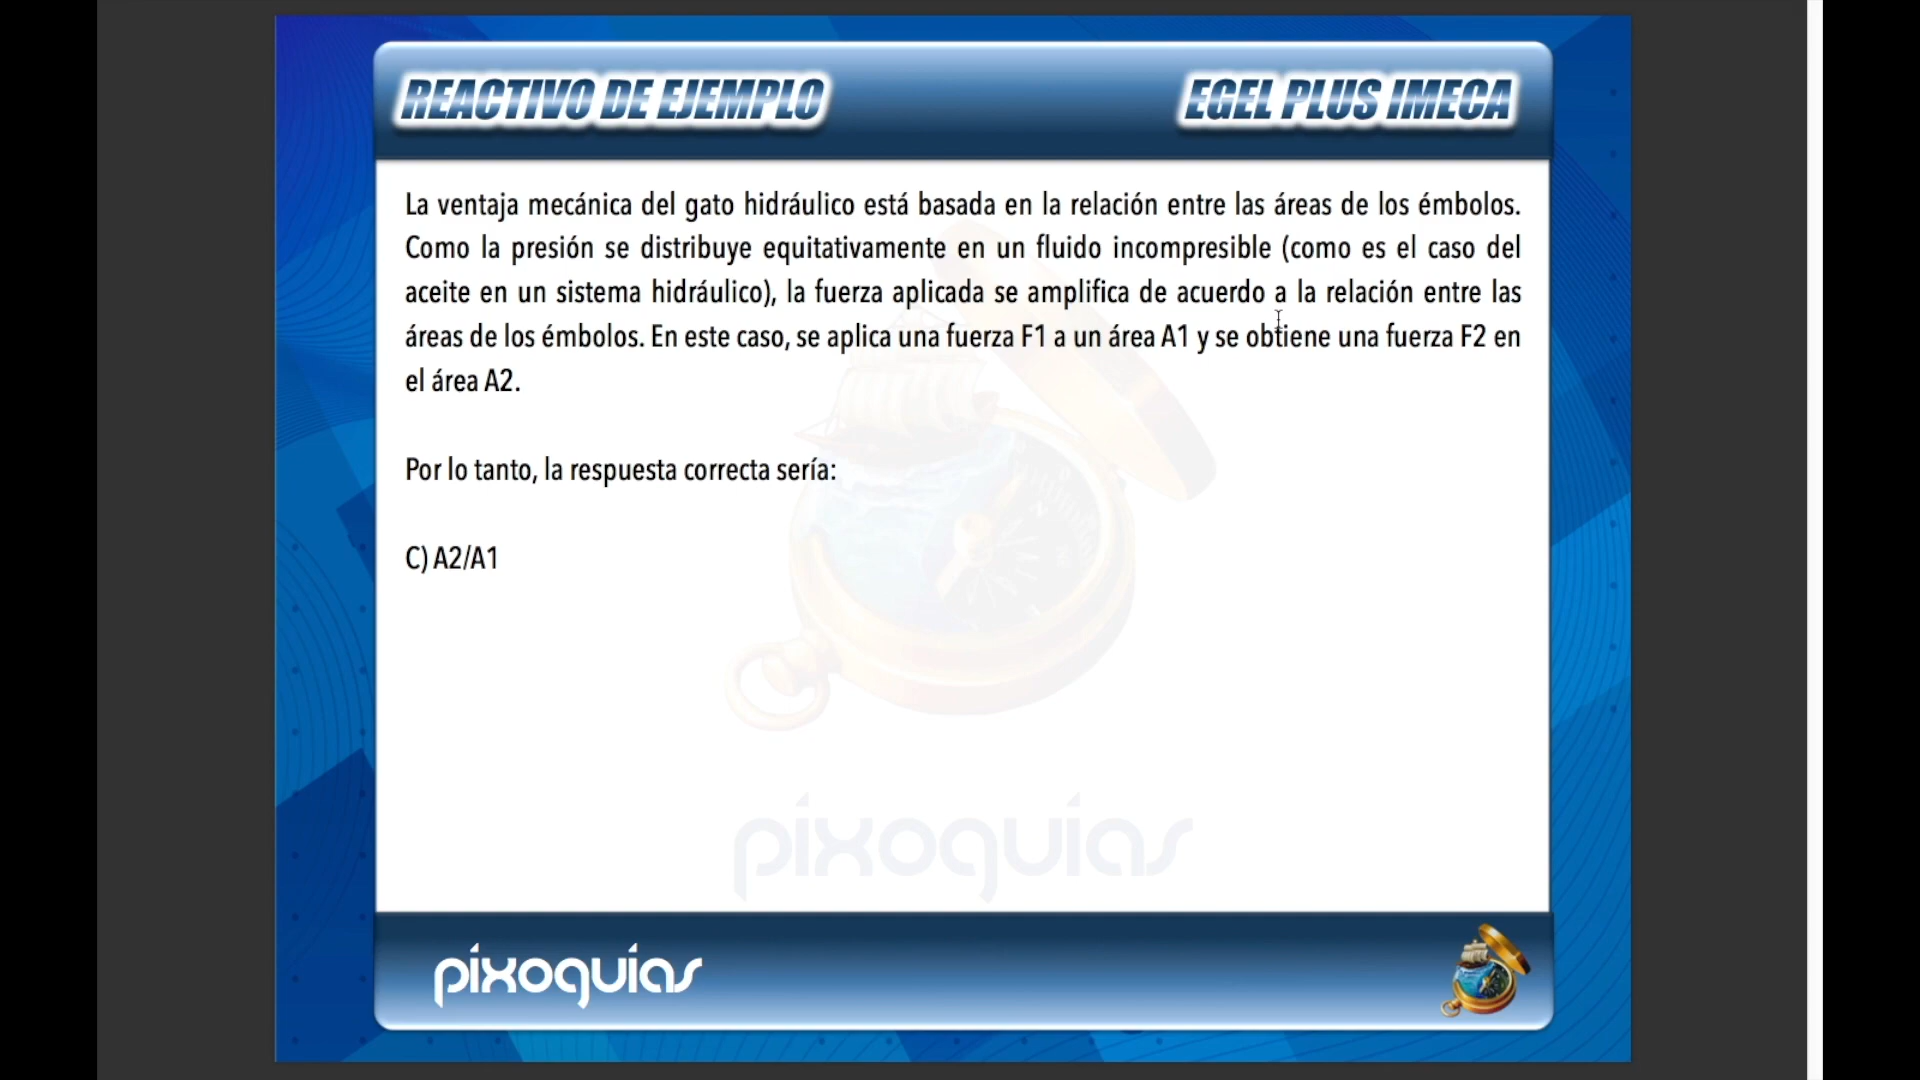 REACTIVO DE EJEMPLO
EGEL PLUS IMECA
La ventaja mecánica del gato hidráulico está basada en la relación entre las áreas de los émbolos.
Como la presión se distribuye equitativamente en un fluido incompresible (como es el caso del
aceite en un sistema hidráulico), la fuerza aplicada se amplifica de acuerdo a la relación entre las
áreas de los émbolos. En este caso, se aplica una fuerza F1 a un área A1 y se obtiene una fuerza F2 en
el área A2.
Por lo tanto, la respuesta correcta sería:
C) A2/A1
pixoguías
pixoguías